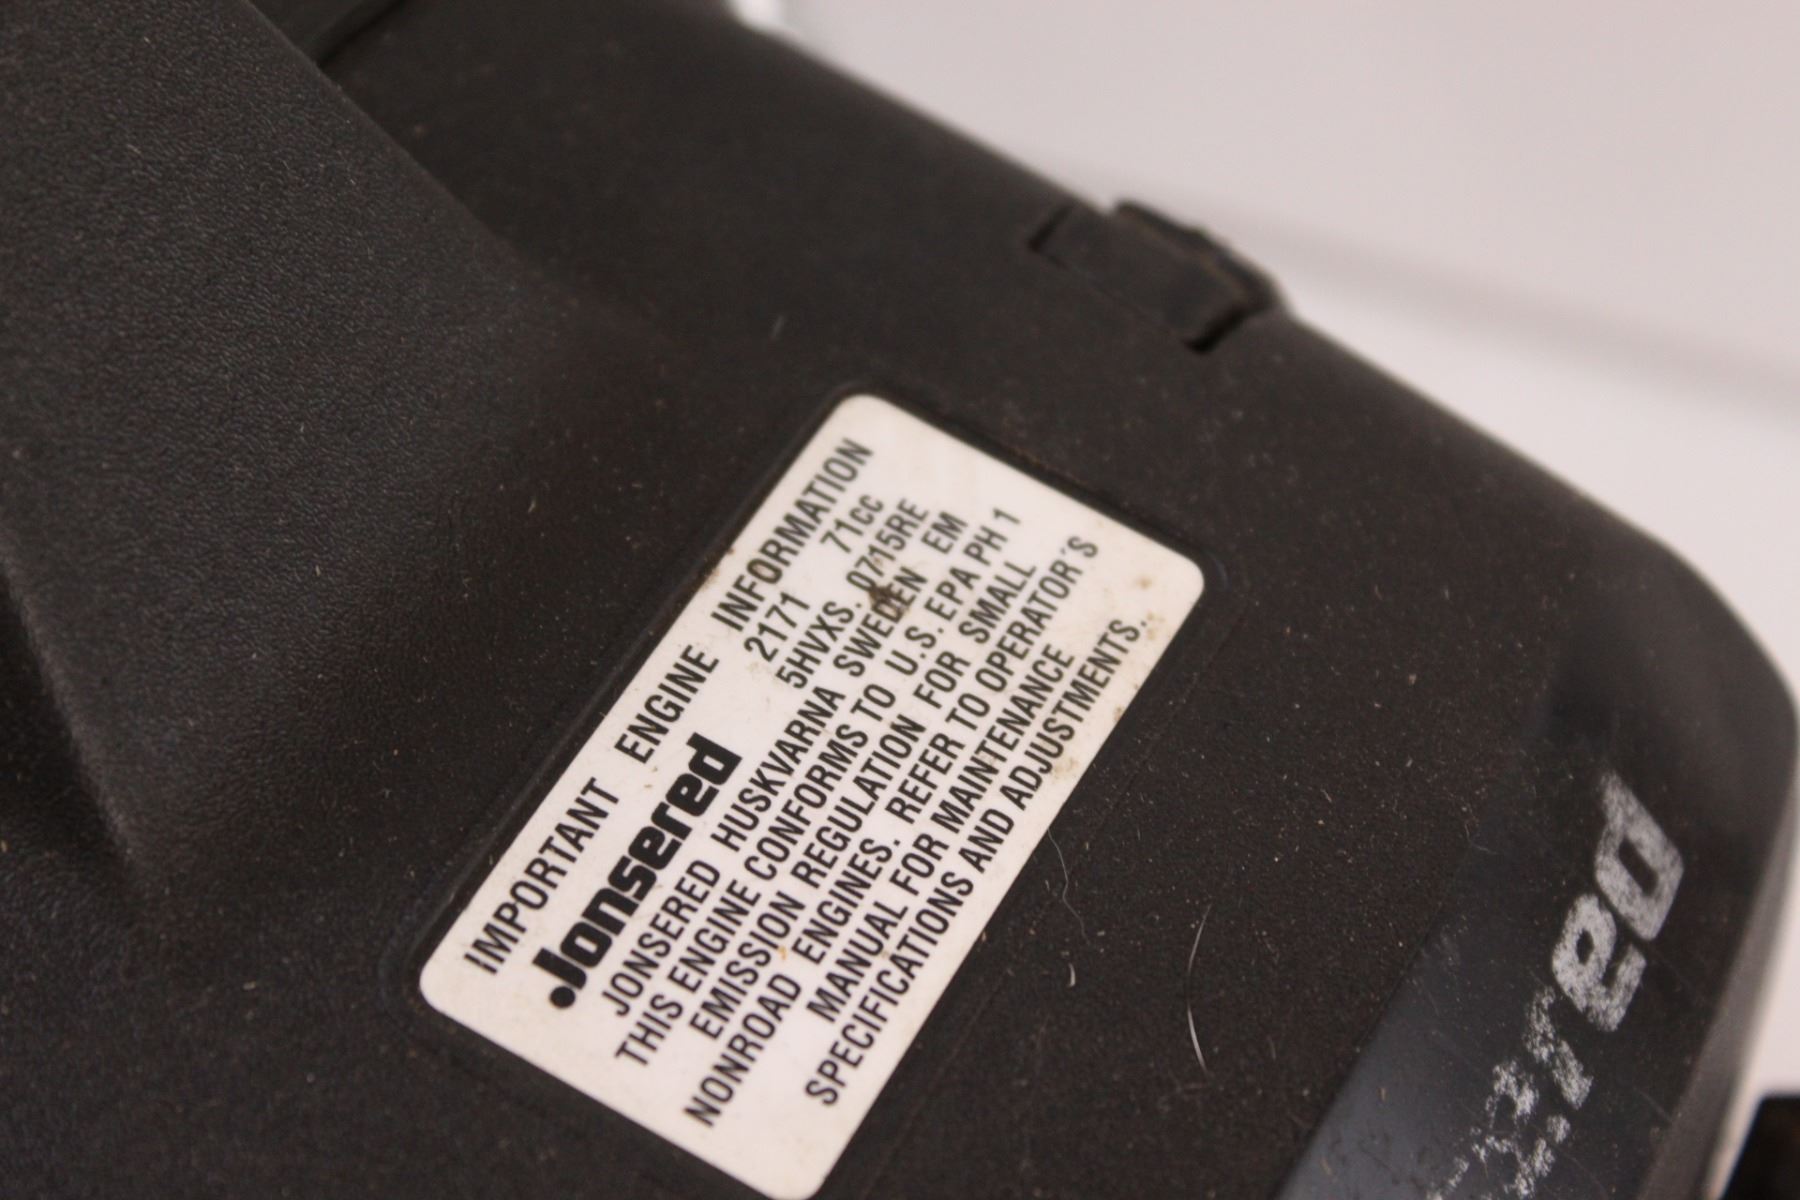 IMPORTANT ENGINE INFORMATION
Jonsered 2171 71cc
5HVXS. 0715RE
JONSERED HUSKVARNA SWEDEN EM
THIS ENGINE CONFORMS TO U.S. EPA PH 1
EMISSION REGULATION FOR SMALL
NONROAD ENGINES. REFER TO OPERATOR'S
MANUAL FOR MAINTENANCE
SPECIFICATIONS AND ADJUSTMENTS.